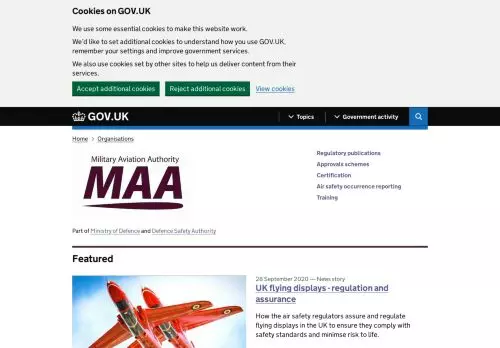 Cookies on GOV.UK
We use some essential cookies to make this website work.
We'd like to set additional cookies to understand how you use GOV.UK,
remember your settings and improve government services.
We also use cookies set by other sites to help us deliver content from their
services.
Accept additional cookies
Reject additional cookies
View cookies
GOV.UK
Topics
Government activity
Home > Organisations
Military Aviation Authority
MAA
Regulatory publications
Approvals schemes
Certification
Air safety occurrence reporting
Training
Part of Ministry of Defence and Defence Safety Authority
Featured
28 September 2020 — News story
UK flying displays - regulation and
assurance
How the air safety regulators assure and regulate
flying displays in the UK to ensure they comply with
safety standards and minimse risk to life.